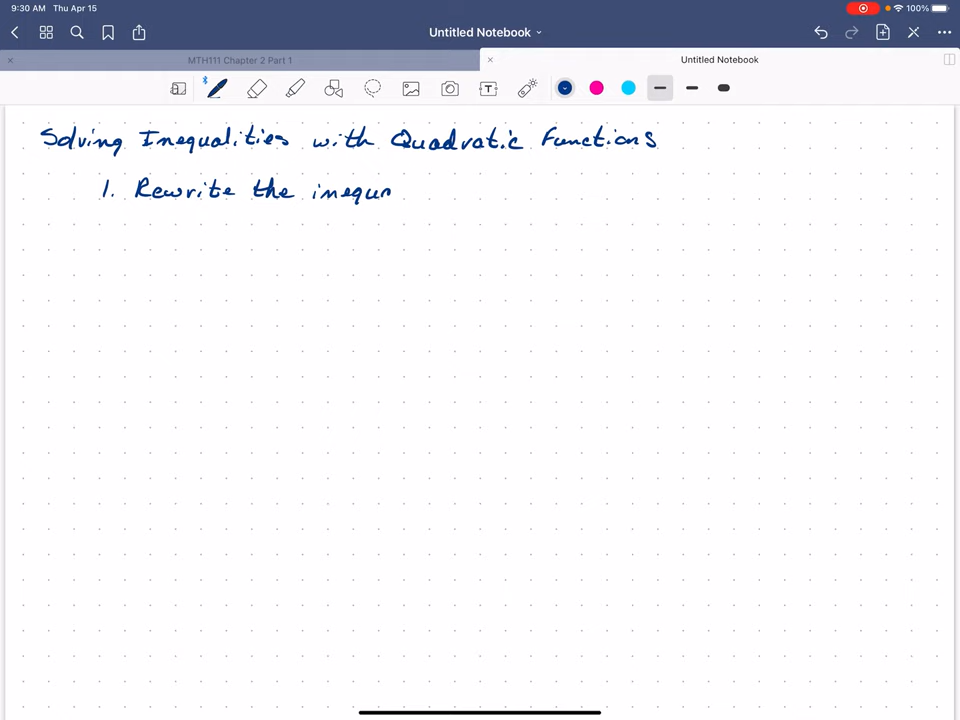 9:30 AM Thu Apr 15 100%
Untitled Notebook
MTH111 Chapter 2 Part 1
Untitled Notebook
Solving Inequalities with Quadratic Functions
1. Rewrite the inequ